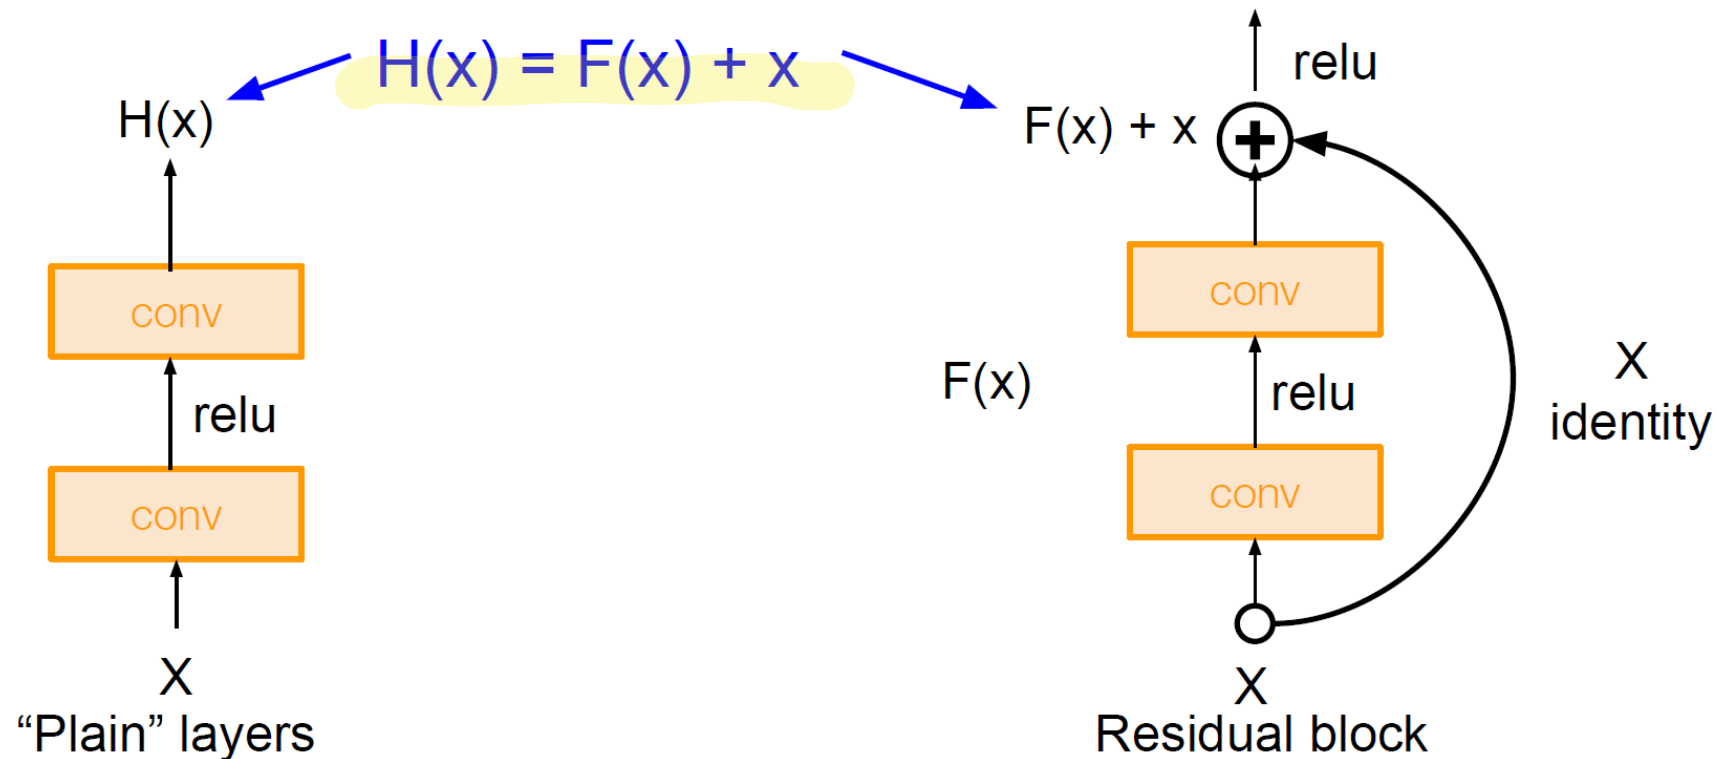 H(x) = F(x) + x
H(x)
conv
relu
conv
X
“Plain” layers
relu
F(x) + x
+
conv
F(x)
relu
X
identity
conv
X
Residual block